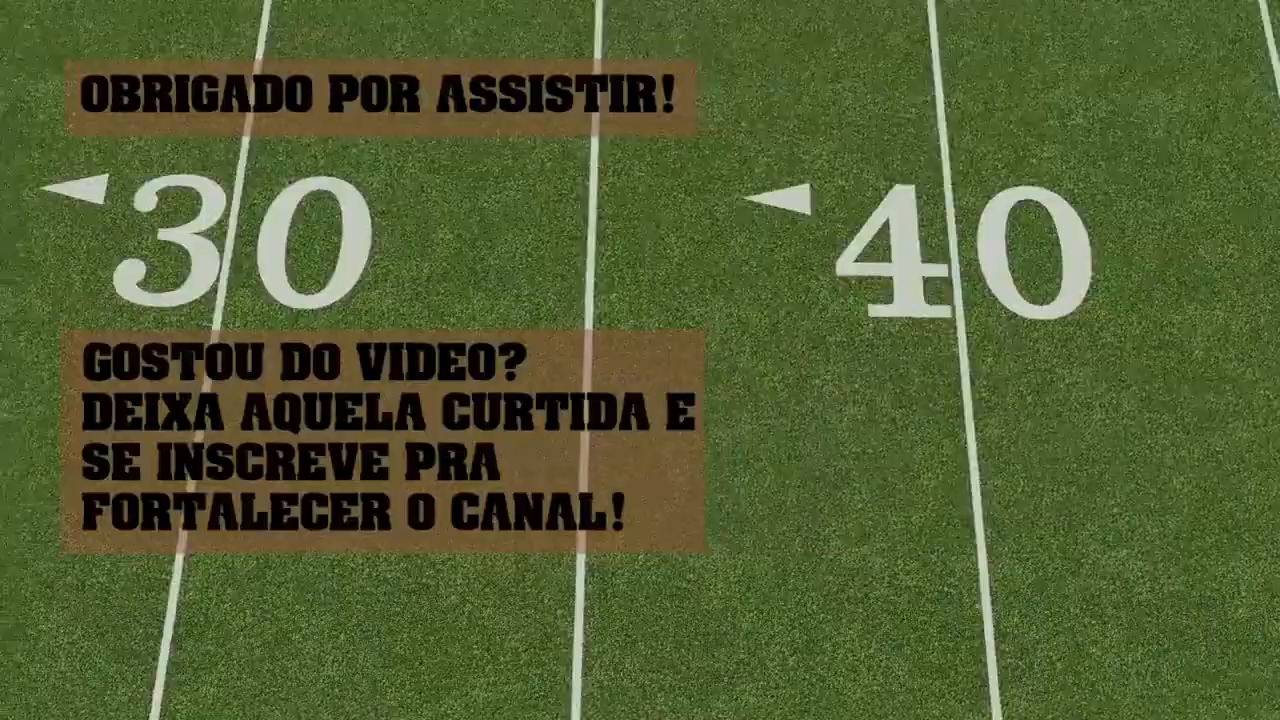 OBRIGADO POR ASSISTIR!
30 40
GOSTOU DO VIDEO?
DEIXA AQUELA CURTIDA E
SE INSCREVE PRA
FORTALECER O CANAL!